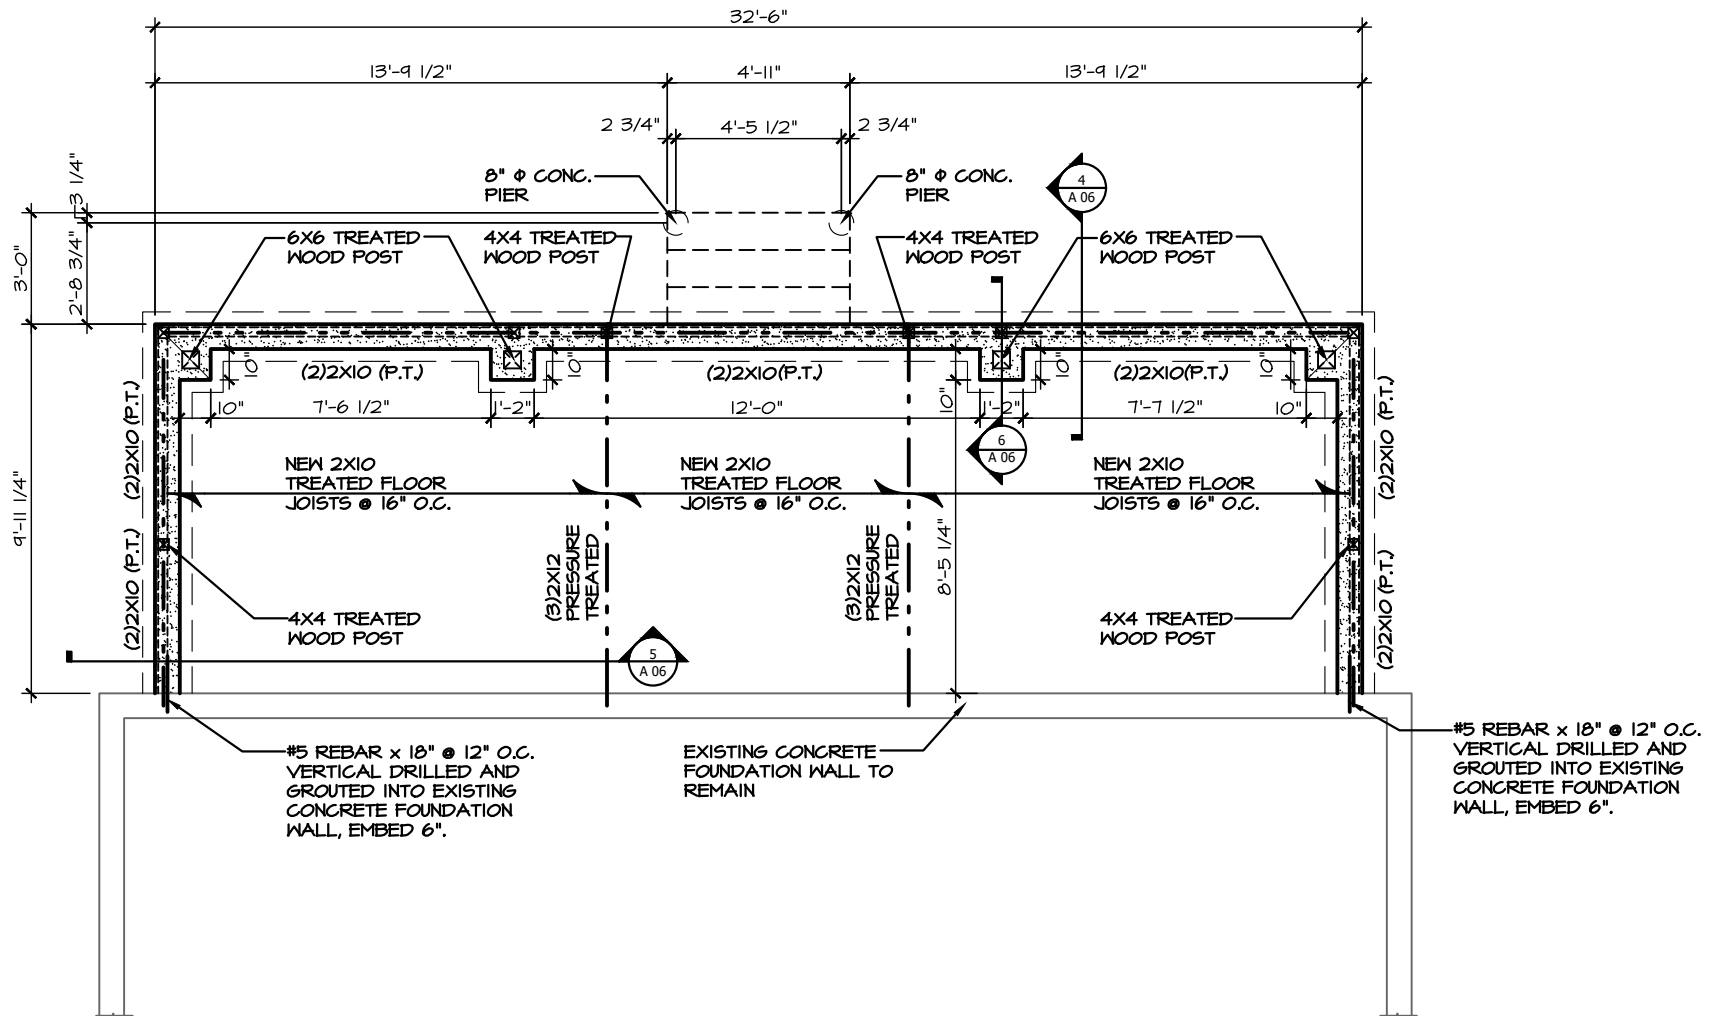 32'-6"
13'-9 1/2"
4'-11"
13'-9 1/2"
2 3/4"
4'-5 1/2"
2 3/4"
3 1/4"
3'-0"
2'-8 3/4"
8" Φ CONC.
PIER
8" Φ CONC.
PIER
4
A 06
6X6 TREATED
WOOD POST
4X4 TREATED
WOOD POST
4X4 TREATED
WOOD POST
6X6 TREATED
WOOD POST
10"
(2)2X10 (P.T.)
10"
(2)2X10(P.T.)
10"
(2)2X10(P.T.)
10"
10"
7'-6 1/2"
1'-2"
12'-0"
10"
1'-2"
7'-7 1/2"
10"
(2)2X10 (P.T.)
(2)2X10 (P.T.)
6
A 06
NEW 2X10
TREATED FLOOR
JOISTS @ 16" O.C.
NEW 2X10
TREATED FLOOR
JOISTS @ 16" O.C.
NEW 2X10
TREATED FLOOR
JOISTS @ 16" O.C.
9'-11 1/4"
(2)2X10 (P.T.)
(3)2X12
PRESSURE
TREATED
(3)2X12
PRESSURE
TREATED
8'-5 1/4"
(2)2X10 (P.T.)
4X4 TREATED
WOOD POST
4X4 TREATED
WOOD POST
5
A 06
#5 REBAR x 18" @ 12" O.C.
VERTICAL DRILLED AND
GROUTED INTO EXISTING
CONCRETE FOUNDATION
WALL, EMBED 6".
EXISTING CONCRETE
FOUNDATION WALL TO
REMAIN
#5 REBAR x 18" @ 12" O.C.
VERTICAL DRILLED AND
GROUTED INTO EXISTING
CONCRETE FOUNDATION
WALL, EMBED 6".